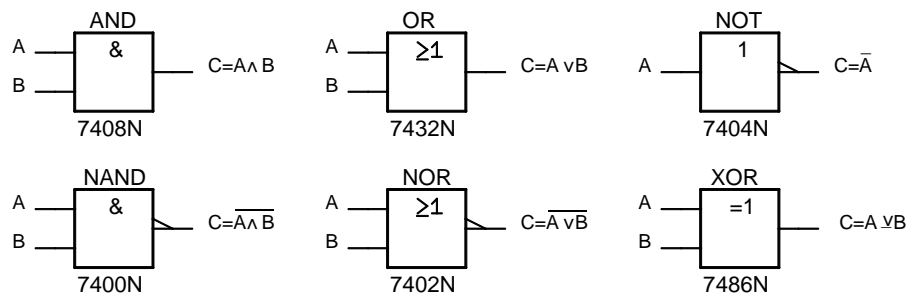 AND
A
B
&
C=A∧B
7408N
OR
A
B
≥1
C=A∨B
7432N
NOT
A
1
C=A̅
7404N
NAND
A
B
&
C=A̅∧̅B̅
7400N
NOR
A
B
≥1
C=A̅∨̅B̅
7402N
XOR
A
B
=1
C=A⊻B
7486N